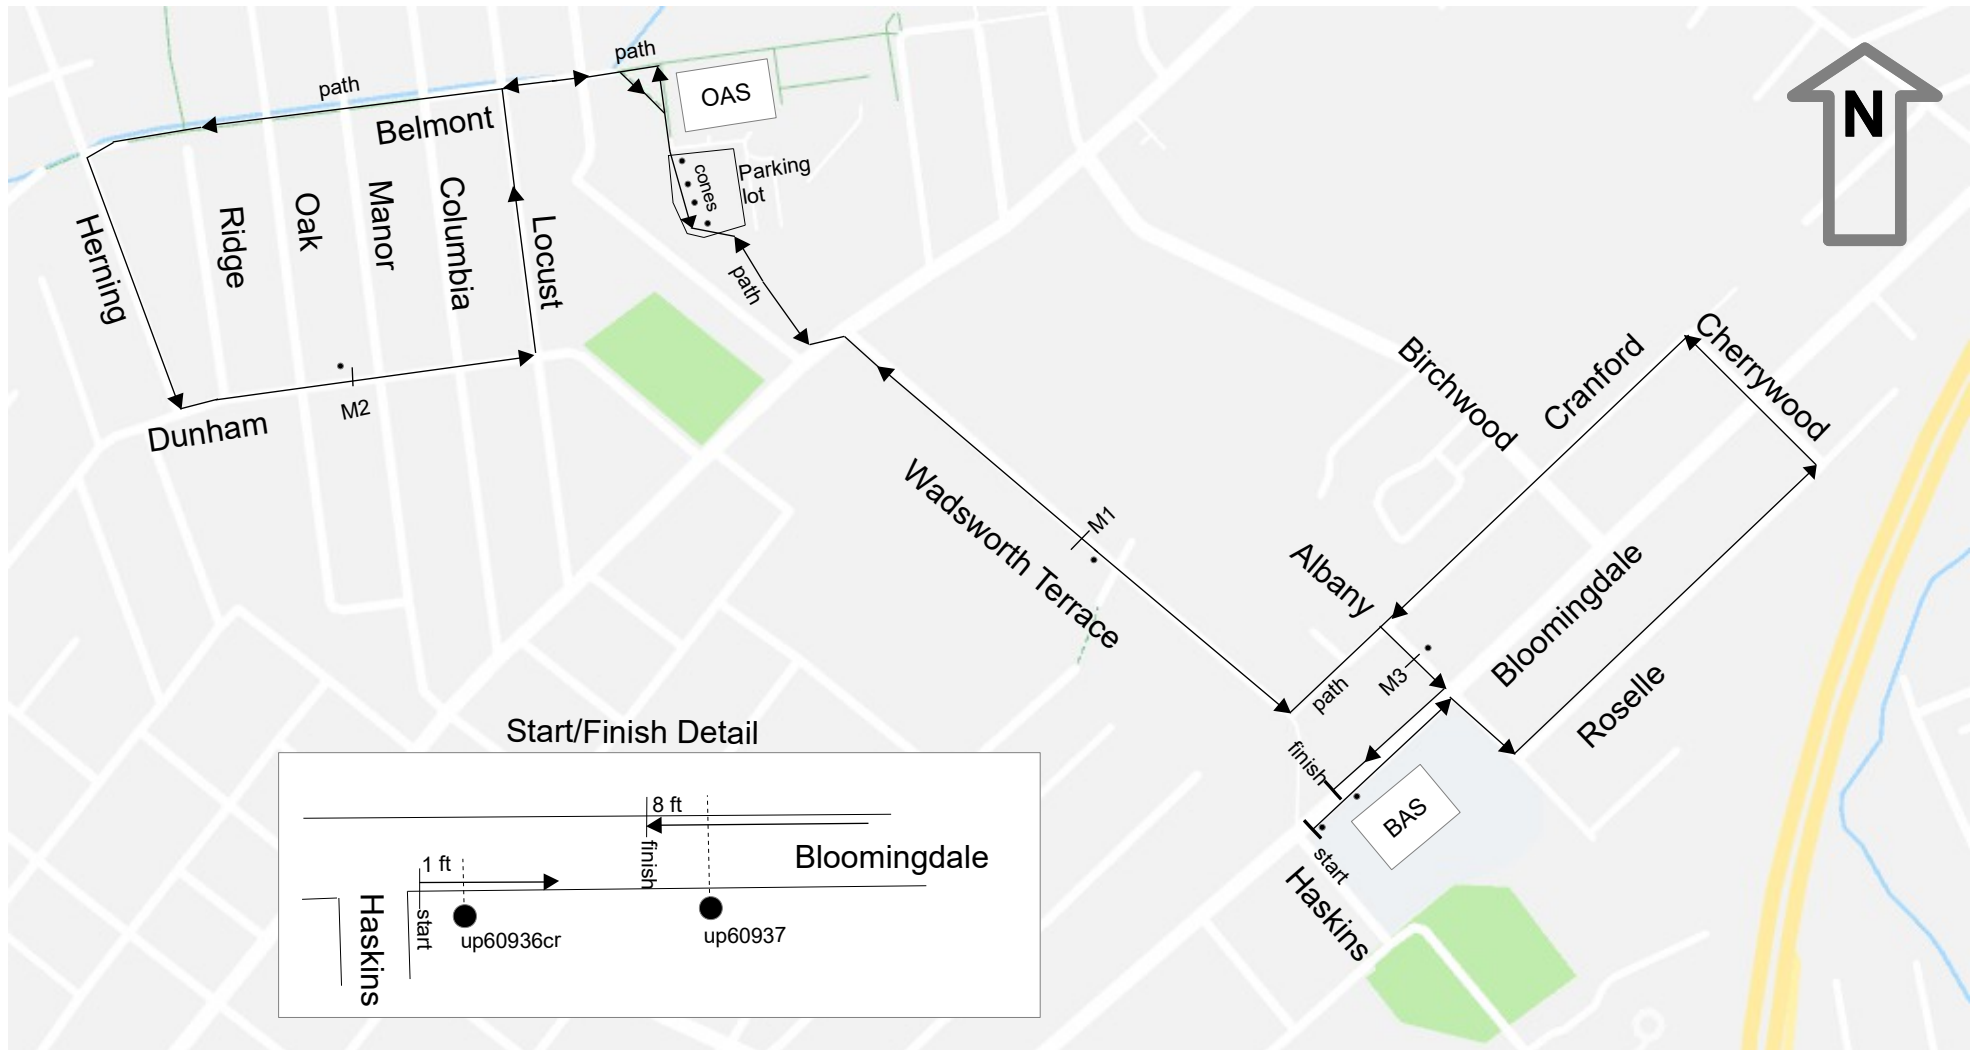 path
path
OAS
N
Belmont
cones
Parking
lot
Herning
Ridge
Oak
Manor
Columbia
Locust
path
M2
Dunham
Cherrywood
Cranford
Birchwood
M1
Wadsworth Terrace
Albany
Bloomingdale
M3
path
Roselle
finish
BAS
start
Haskins
Start/Finish Detail
8 ft
finish
Bloomingdale
1 ft
start
Haskins
up60936cr
up60937